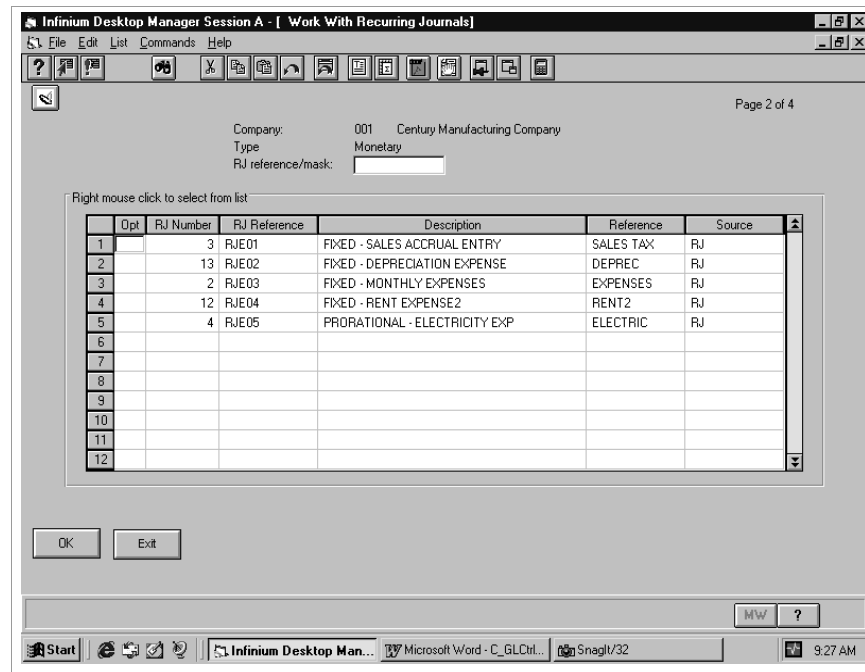 Infinium Desktop Manager Session A - [ Work With Recurring Journals]
File Edit List Commands Help
Page 2 of 4
Company: 001 Century Manufacturing Company
Type Monetary
RJ reference/mask:
Right mouse click to select from list
Opt RJ Number RJ Reference Description Reference Source
1 3 RJE01 FIXED - SALES ACCRUAL ENTRY SALES TAX RJ
2 13 RJE02 FIXED - DEPRECIATION EXPENSE DEPREC RJ
3 2 RJE03 FIXED - MONTHLY EXPENSES EXPENSES RJ
4 12 RJE04 FIXED - RENT EXPENSE2 RENT2 RJ
5 4 RJE05 PRORATIONAL - ELECTRICITY EXP ELECTRIC RJ
6
7
8
9
10
11
12
OK Exit
MW ?
Start Infinium Desktop Man... Microsoft Word - C_GLCtrl... SnagIt/32 9:27 AM